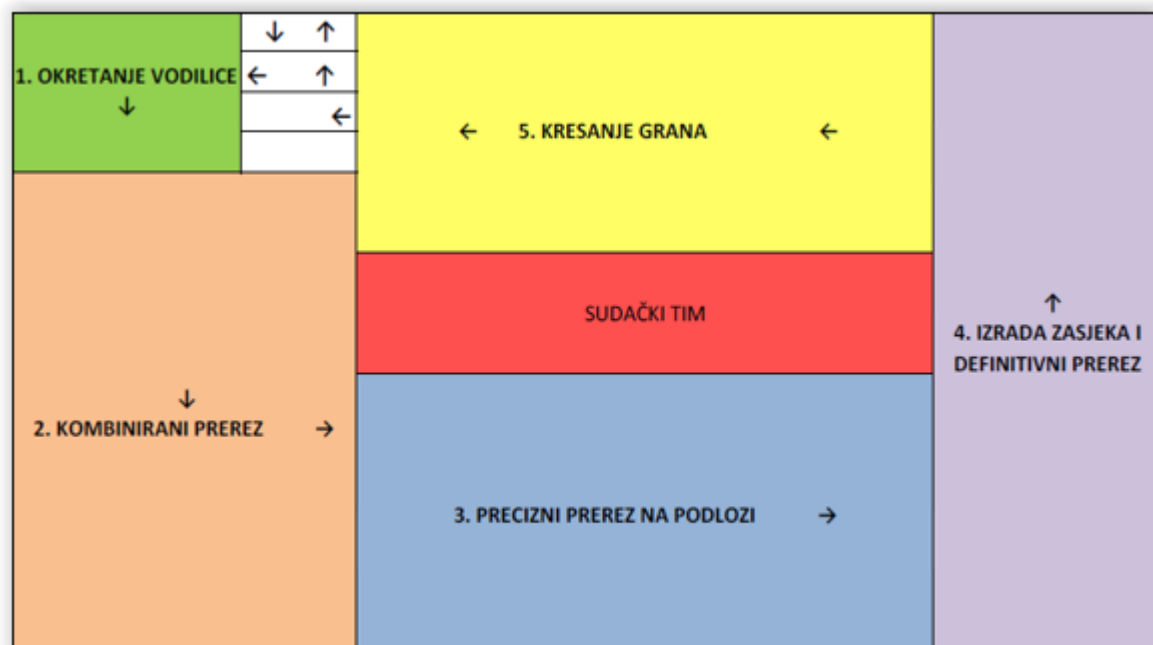 1. OKRETANJE VODILICE
↓
↓ ↑
← ↑
←
← 5. KRESANJE GRANA ←
SUDAČKI TIM
↓
2. KOMBINIRANI PREREZ →
3. PRECIZNI PREREZ NA PODLOZI →
↑
4. IZRADA ZASJEKA I
DEFINITIVNI PREREZ